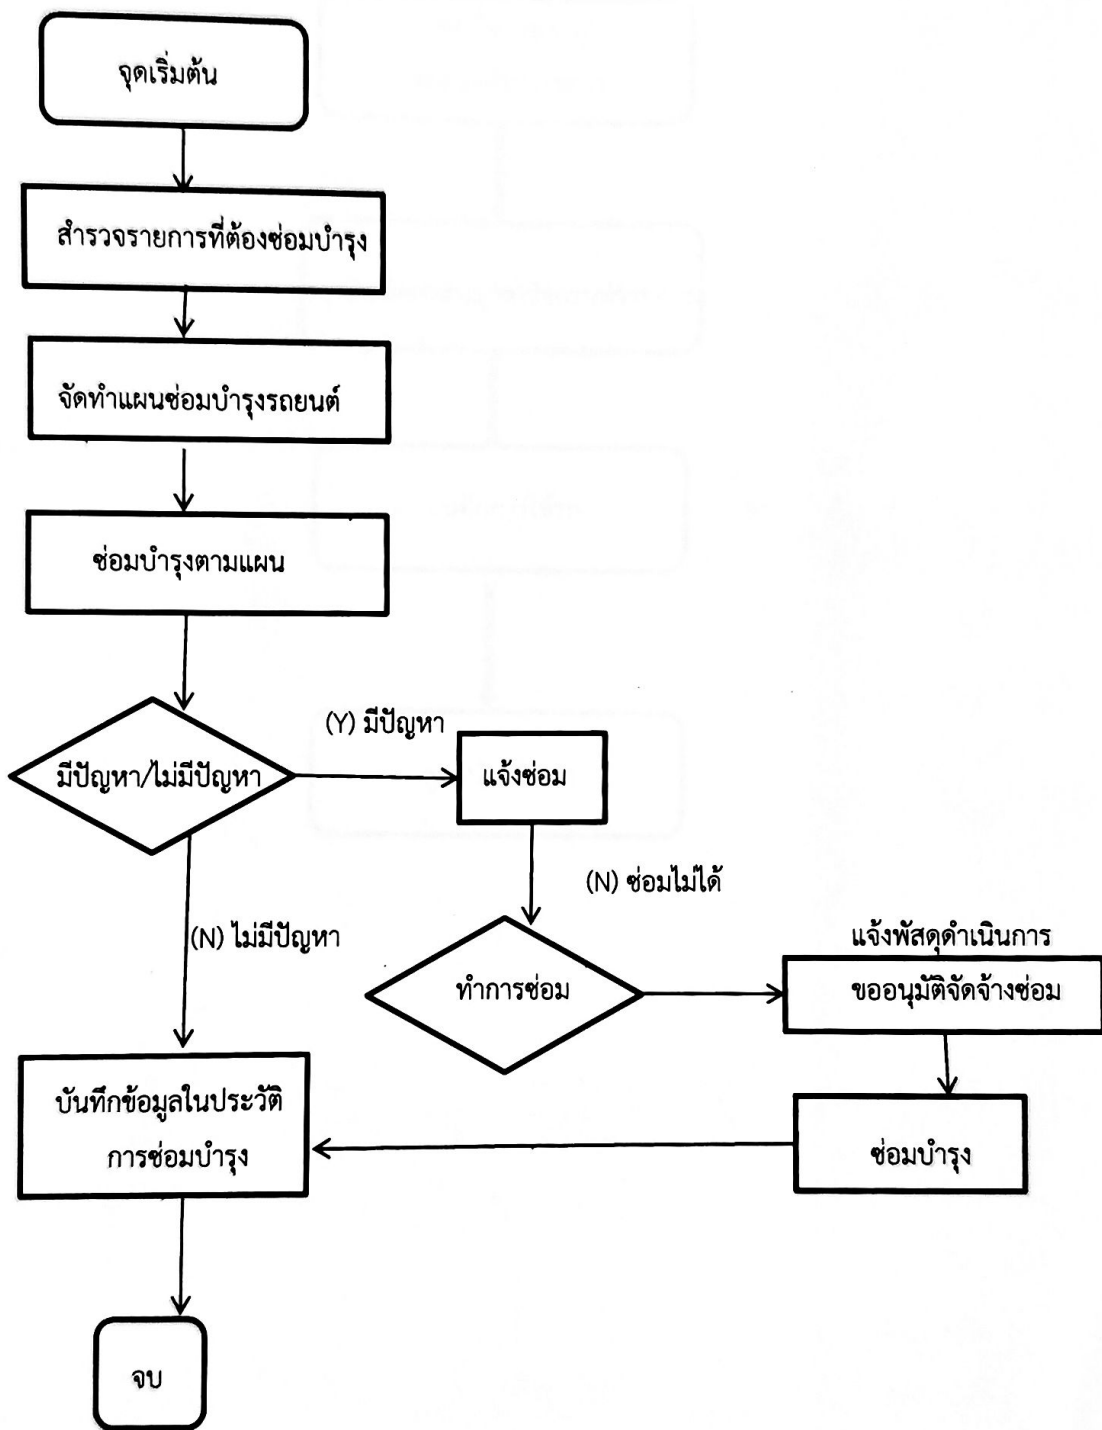 จุดเริ่มต้น
สำรวจรายการที่ต้องซ่อมบำรุง
จัดทำแผนซ่อมบำรุงรถยนต์
ซ่อมบำรุงตามแผน
มีปัญหา/ไม่มีปัญหา
(Y) มีปัญหา
แจ้งซ่อม
(N) ซ่อมไม่ได้
(N) ไม่มีปัญหา
ทำการซ่อม
แจ้งพัสดุดำเนินการ
ขออนุมัติจัดจ้างซ่อม
ซ่อมบำรุง
บันทึกข้อมูลในประวัติ
การซ่อมบำรุง
จบ